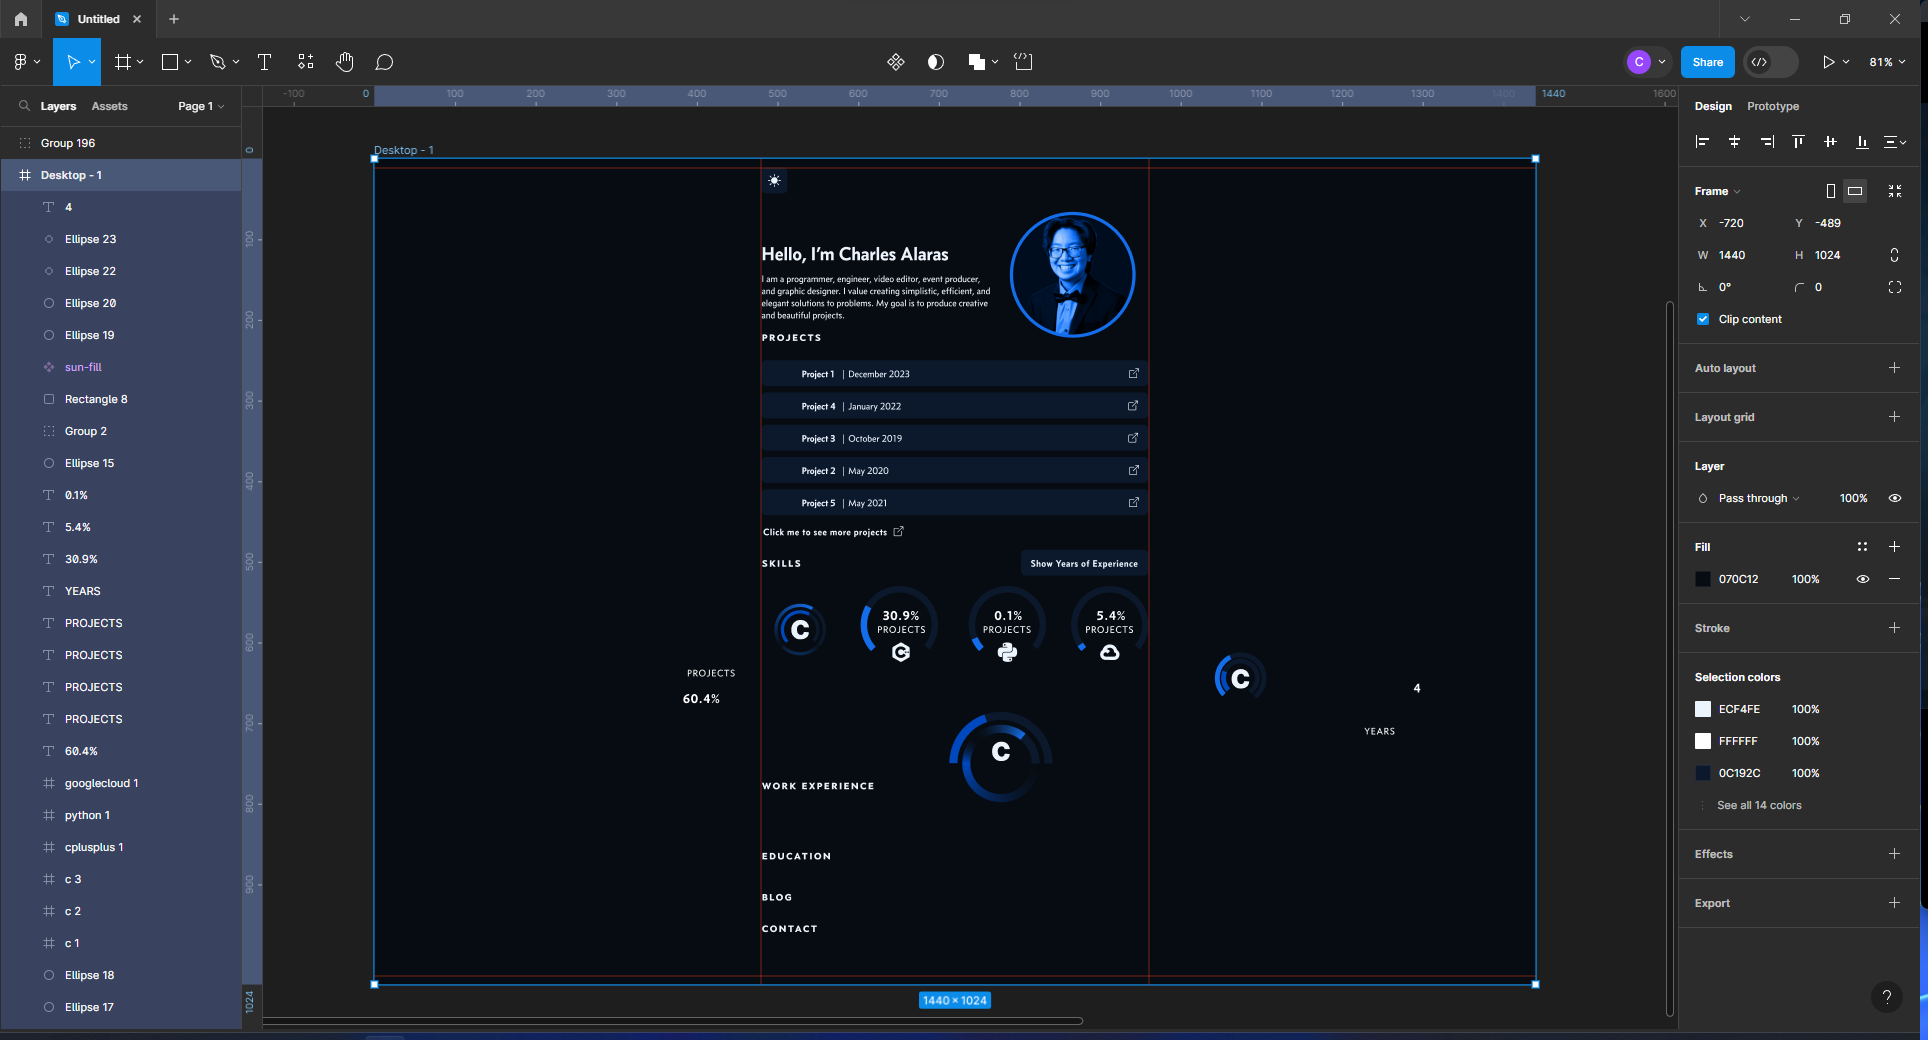 Untitled
Share
81%
Layers
Assets
Page 1
Design
Prototype
-100
0
100
200
300
400
500
600
700
800
900
1000
1100
1200
1300
1400
1440
1600
Group 196
Desktop - 1
4
Ellipse 23
Ellipse 22
Ellipse 20
Ellipse 19
sun-fill
Rectangle 8
Group 2
Ellipse 15
0.1%
5.4%
30.9%
YEARS
PROJECTS
PROJECTS
PROJECTS
PROJECTS
60.4%
googlecloud 1
python 1
cplusplus 1
c 3
c 2
c 1
Ellipse 18
Ellipse 17
0
100
200
300
400
500
600
700
800
900
1024
Desktop - 1
Hello, I'm Charles Alaras
I am a programmer, engineer, video editor, event producer,
and graphic designer. I value creating simplistic, efficient, and
elegant solutions to problems. My goal is to produce creative
and beautiful projects.
PROJECTS
Project 1 | December 2023
Project 4 | January 2022
Project 3 | October 2019
Project 2 | May 2020
Project 5 | May 2021
Click me to see more projects
SKILLS
Show Years of Experience
C
30.9%
PROJECTS
C
0.1%
PROJECTS
5.4%
PROJECTS
PROJECTS
60.4%
C
4
YEARS
C
WORK EXPERIENCE
EDUCATION
BLOG
CONTACT
1440 × 1024
C
Frame
X -720
Y -489
W 1440
H 1024
0°
0
Clip content
Auto layout
Layout grid
Layer
Pass through
100%
Fill
070C12 100%
Stroke
Selection colors
ECF4FE 100%
FFFFFF 100%
0C192C 100%
See all 14 colors
Effects
Export
?